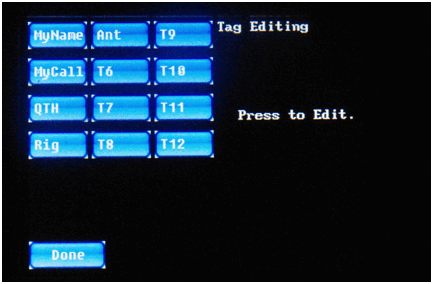 MyName Ant T9 Tag Editing
MyCall T6 T10
QTH T7 T11
Press to Edit.
Rig T8 T12
Done